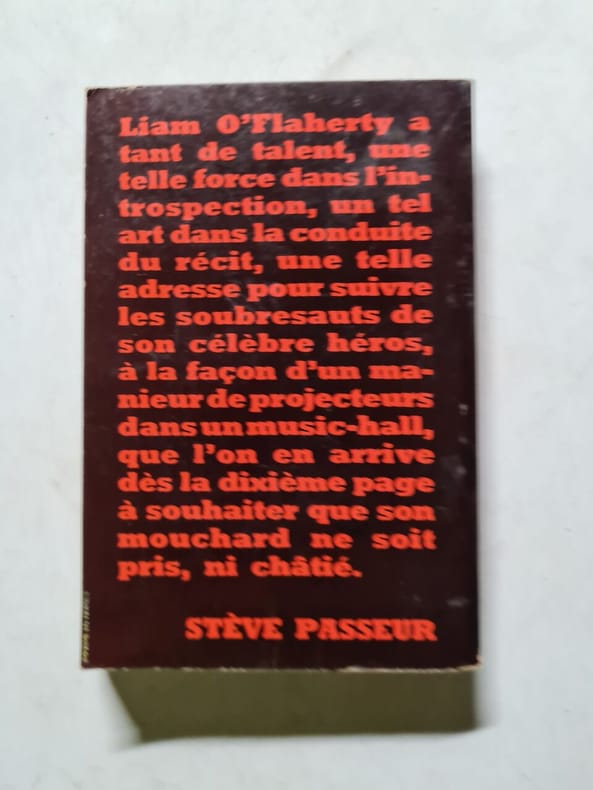 Liam O'Flaherty a
tant de talent, une
telle force dans l'in-
trospection, un tel
art dans la conduite
du récit, une telle
adresse pour suivre
les soubresauts de
son célèbre héros,
à la façon d'un ma-
nieur de projecteurs
dans un music-hall,
que l'on en arrive
dès la dixième page
à souhaiter que son
mouchard ne soit
pris, ni châtié.
STÈVE PASSEUR